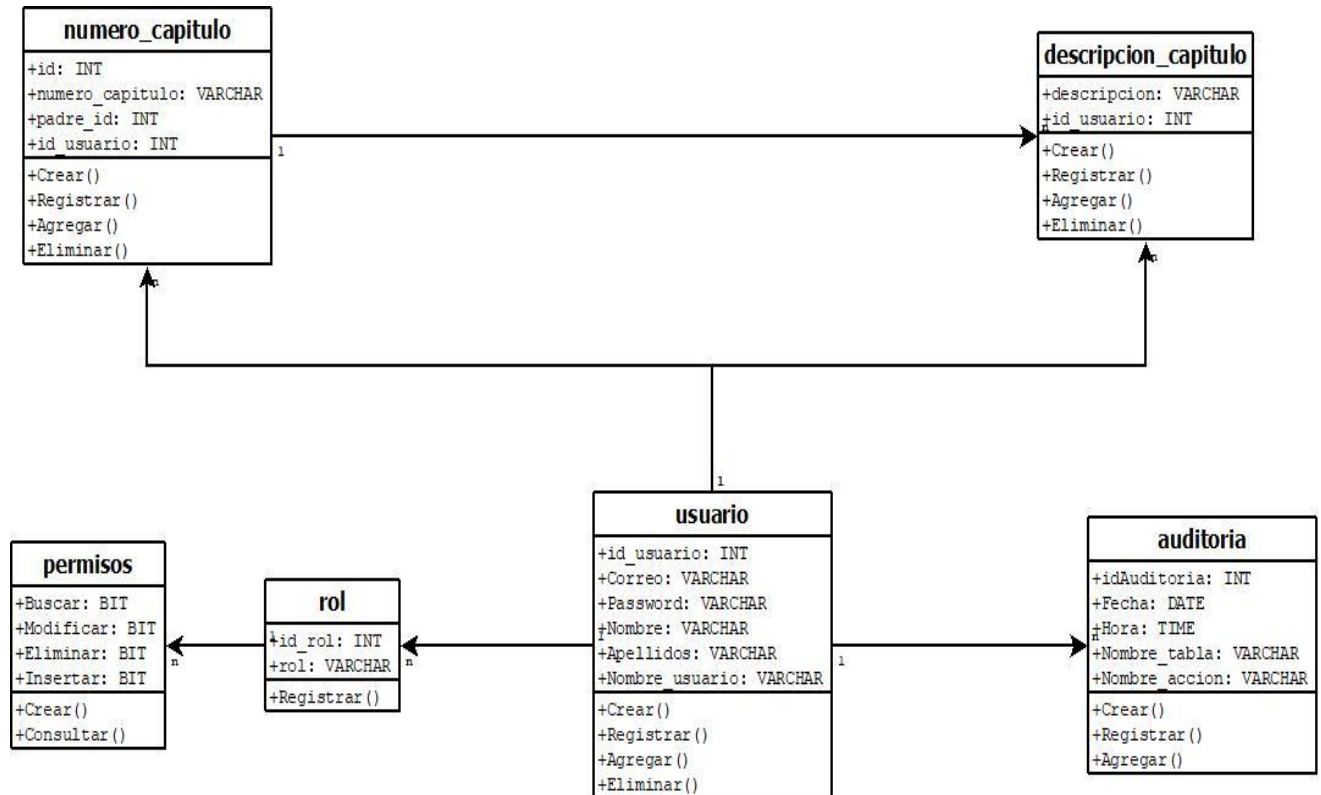 numero_capitulo
+id: INT
+numero_capitulo: VARCHAR
+padre_id: INT
+id_usuario: INT
+Crear()
+Registrar()
+Agregar()
+Eliminar()
1
n
descripcion_capitulo
+descripcion: VARCHAR
+id_usuario: INT
n
+Crear()
+Registrar()
+Agregar()
+Eliminar()
n
1
permisos
+Buscar: BIT
+Modificar: BIT
+Eliminar: BIT
+Insertar: BIT
+Crear()
+Consultar()
n
rol
1
+id_rol: INT
+rol: VARCHAR
+Registrar()
n
usuario
+id_usuario: INT
+Correo: VARCHAR
+Password: VARCHAR
+Nombre: VARCHAR
1
+Apellidos: VARCHAR
+Nombre_usuario: VARCHAR
+Crear()
+Registrar()
+Agregar()
+Eliminar()
1
auditoria
+idAuditoria: INT
+Fecha: DATE
+Hora: TIME
n
+Nombre_tabla: VARCHAR
+Nombre_accion: VARCHAR
+Crear()
+Registrar()
+Agregar()